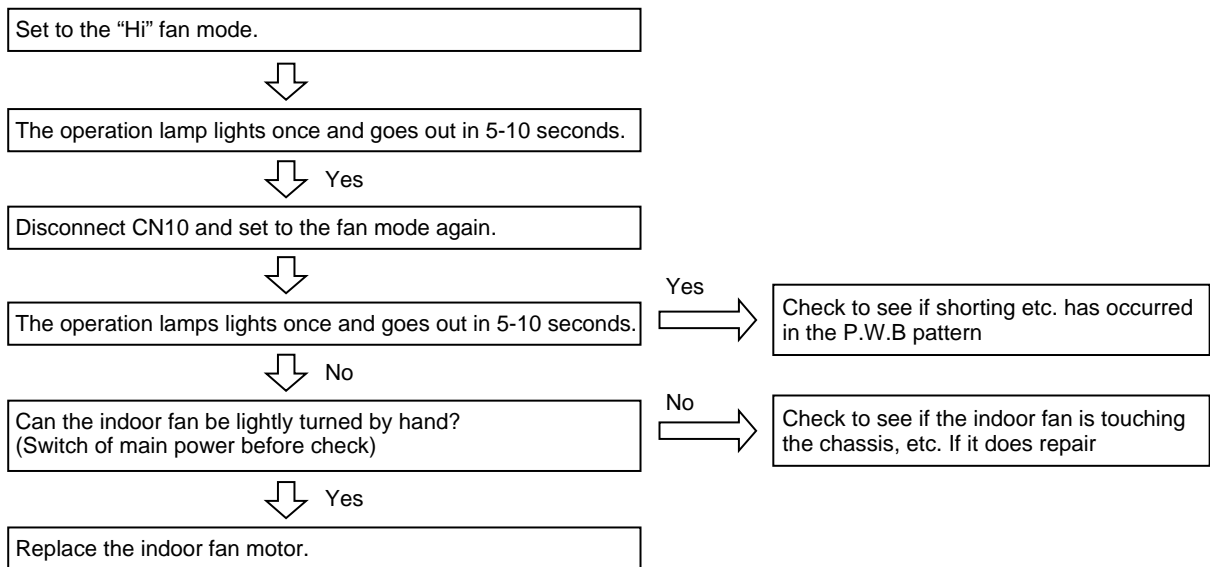 Set to the “Hi” fan mode.
The operation lamp lights once and goes out in 5-10 seconds.
Yes
Disconnect CN10 and set to the fan mode again.
The operation lamps lights once and goes out in 5-10 seconds.
Yes
Check to see if shorting etc. has occurred
in the P.W.B pattern
No
Can the indoor fan be lightly turned by hand?
(Switch of main power before check)
No
Check to see if the indoor fan is touching
the chassis, etc. If it does repair
Yes
Replace the indoor fan motor.